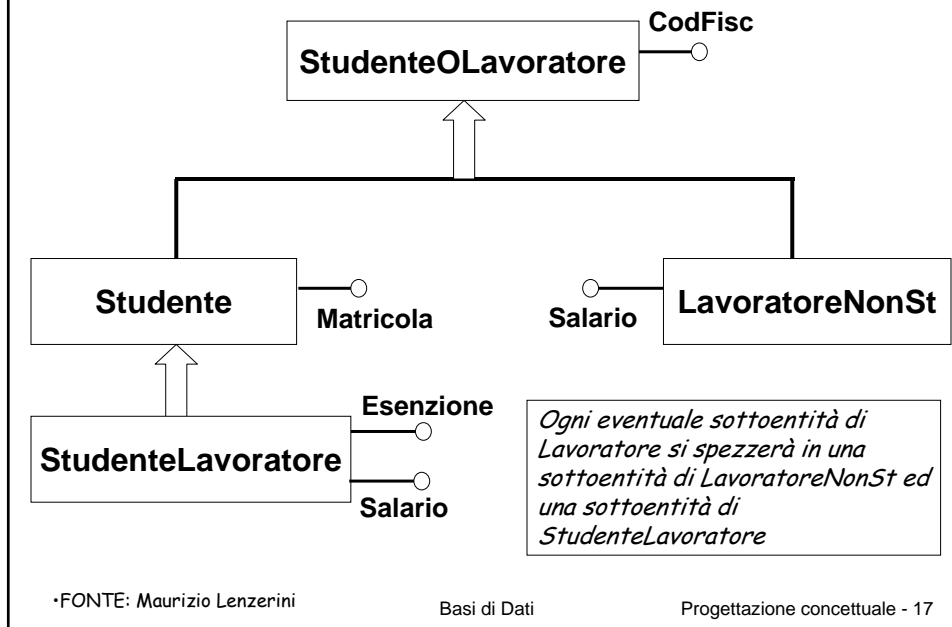 CodFisc
StudenteOLavoratore
Studente
Matricola
Salario
LavoratoreNonSt
Esenzione
StudenteLavoratore
Salario
Ogni eventuale sottoentità di
Lavoratore si spezzerà in una
sottoentità di LavoratoreNonSt ed
una sottoentità di
StudenteLavoratore
•FONTE: Maurizio Lenzerini
Basi di Dati
Progettazione concettuale - 17